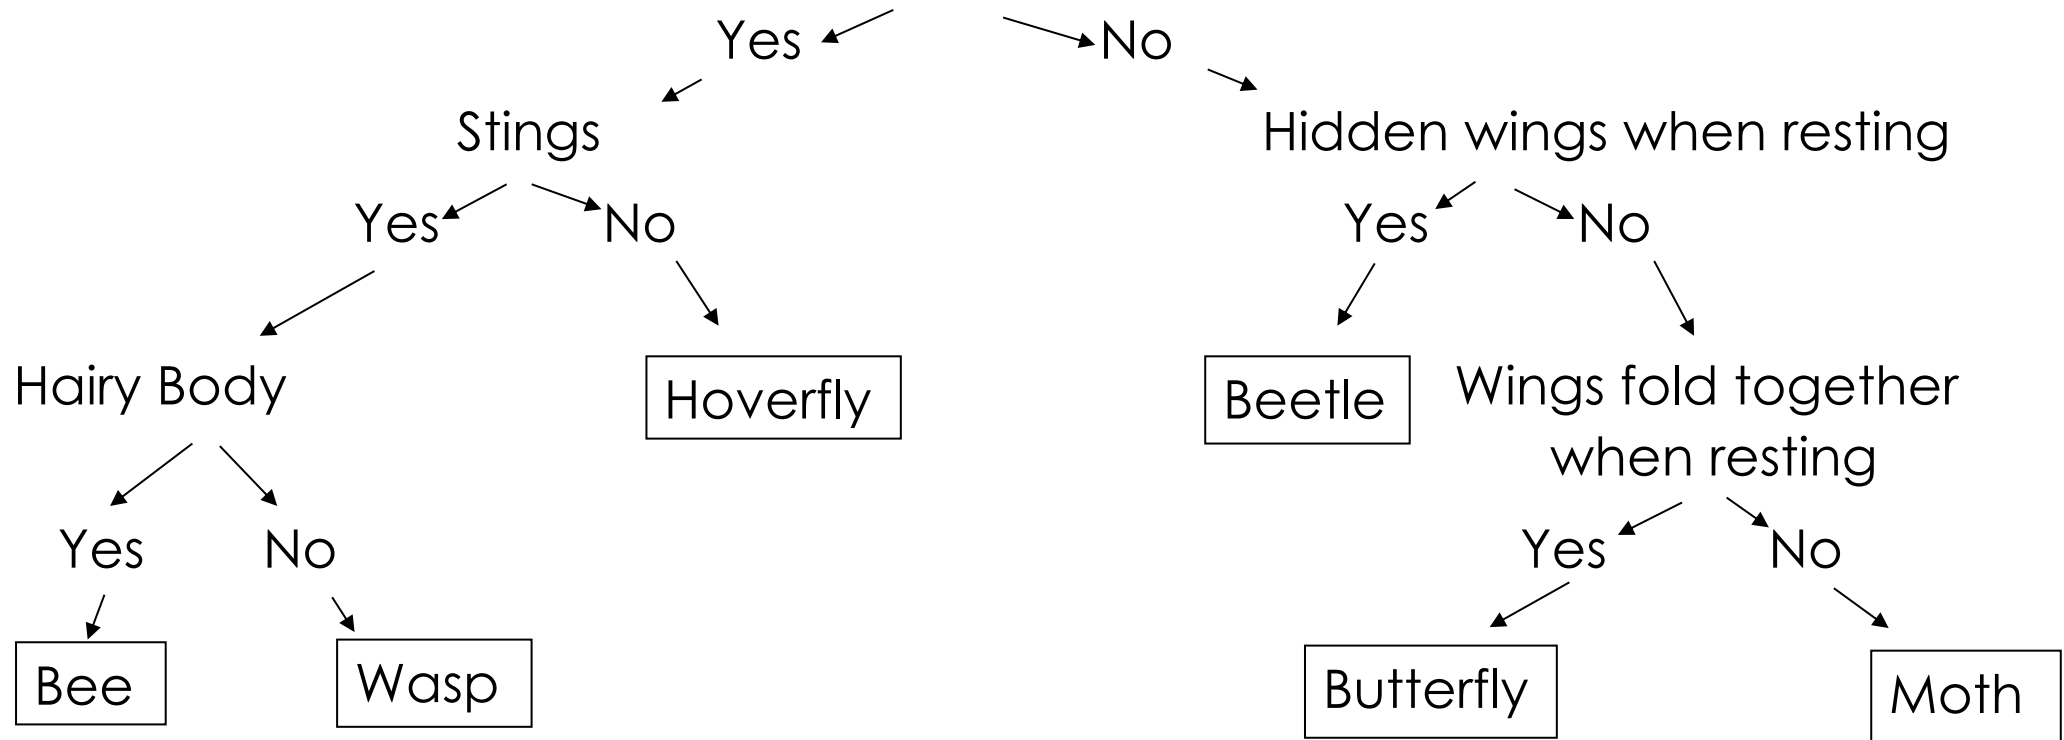 Yes No
Stings Hidden wings when resting
Yes No Yes No
Hairy Body Hoverfly Beetle Wings fold together
when resting
Yes No Yes No
Bee Wasp Butterfly Moth